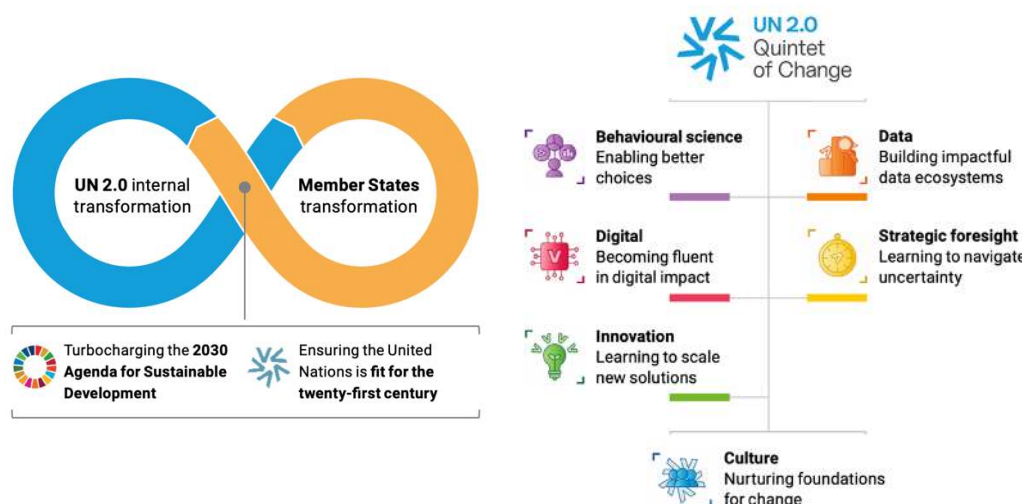 UN 2.0 internal
transformation
Member States
transformation
Turbocharging the 2030
Agenda for Sustainable
Development
Ensuring the United
Nations is fit for the
twenty-first century
UN 2.0
Quintet
of Change
Behavioural science
Enabling better
choices
Data
Building impactful
data ecosystems
Digital
Becoming fluent
in digital impact
Strategic foresight
Learning to navigate
uncertainty
Innovation
Learning to scale
new solutions
Culture
Nurturing foundations
for change